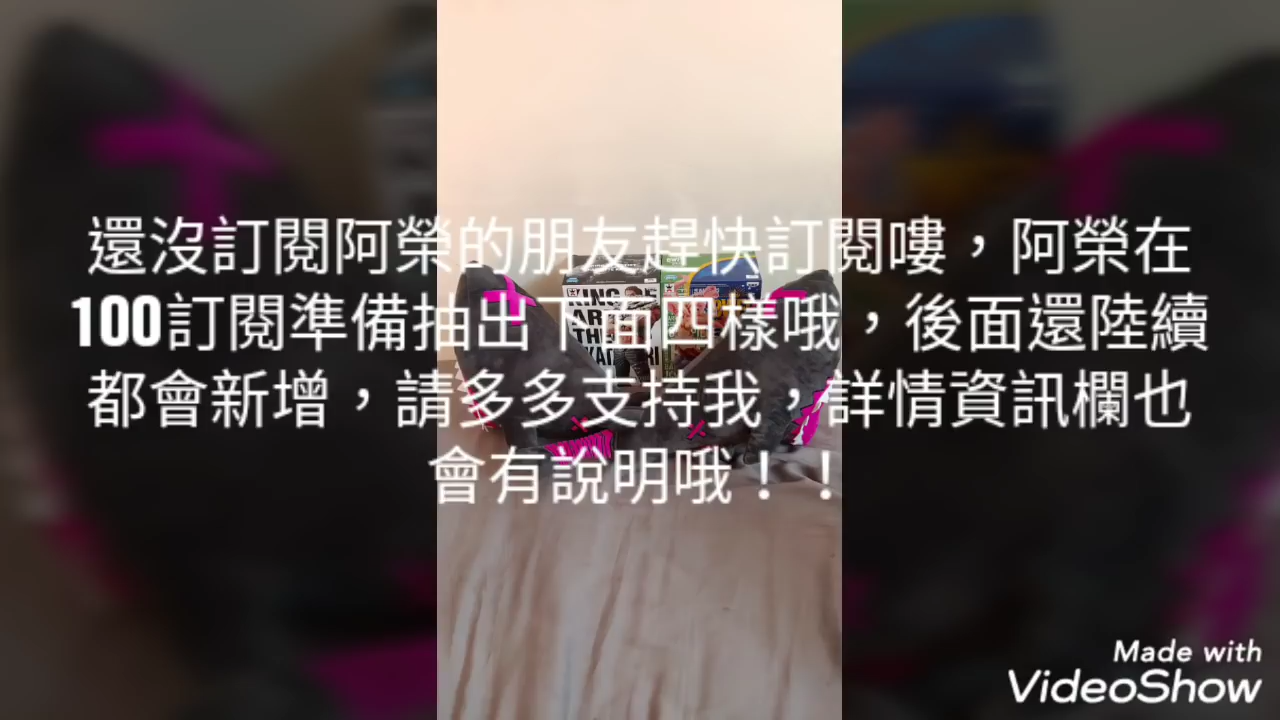 還沒訂閱阿榮的朋友趕快訂閱嘍，阿榮在
100訂閱準備抽出下面四樣哦，後面還陸續
都會新增，請多多支持我，詳情資訊欄也
會有說明哦！！
KING
THE
Made with
VideoShow